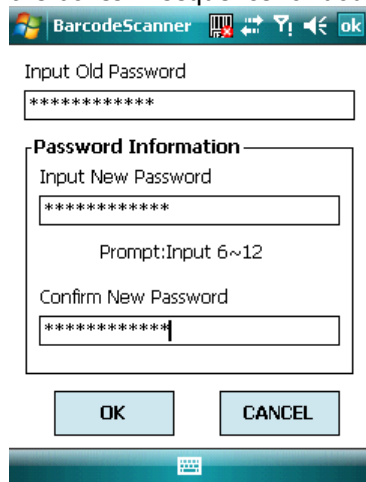 BarcodeScanner ok
Input Old Password
************
Password Information
Input New Password
************
Prompt:Input 6~12
Confirm New Password
************
OK CANCEL